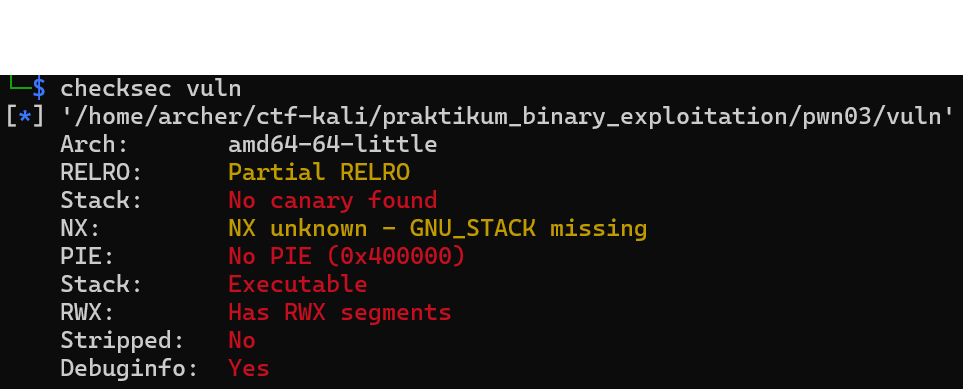 └─$ checksec vuln
[*] '/home/archer/ctf-kali/praktikum_binary_exploitation/pwn03/vuln'
Arch: amd64-64-little
RELRO: Partial RELRO
Stack: No canary found
NX: NX unknown - GNU_STACK missing
PIE: No PIE (0x400000)
Stack: Executable
RWX: Has RWX segments
Stripped: No
Debuginfo: Yes